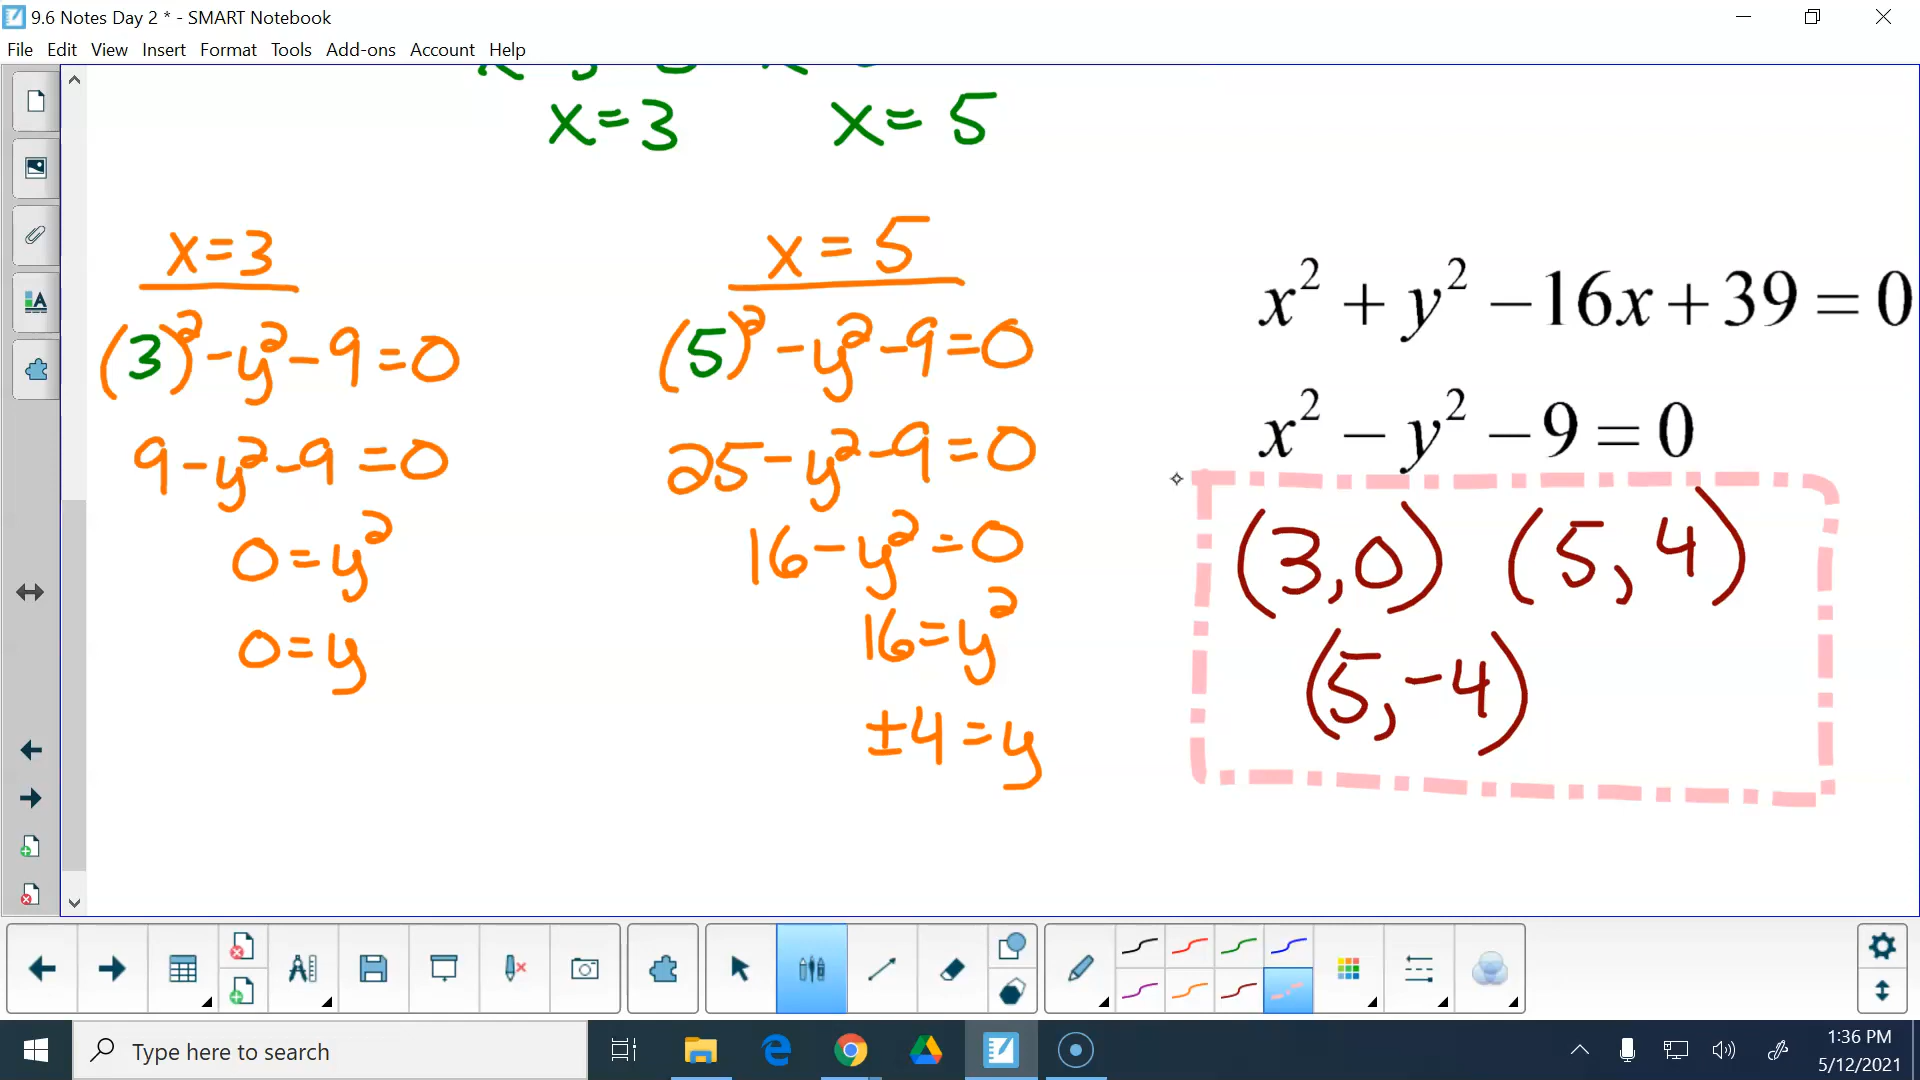 9.6 Notes Day 2 * - SMART Notebook
File Edit View Insert Format Tools Add-ons Account Help
x=3 x=5
x=3
(3)²-y²-9=0
9-y²-9=0
0=y²
0=y
x=5
(5)²-y²-9=0
25-y²-9=0
16-y²=0
16=y²
±4=y
x² + y² − 16x + 39 = 0
x² − y² − 9 = 0
(3,0) (5,4)
(5,-4)
Type here to search
1:36 PM
5/12/2021